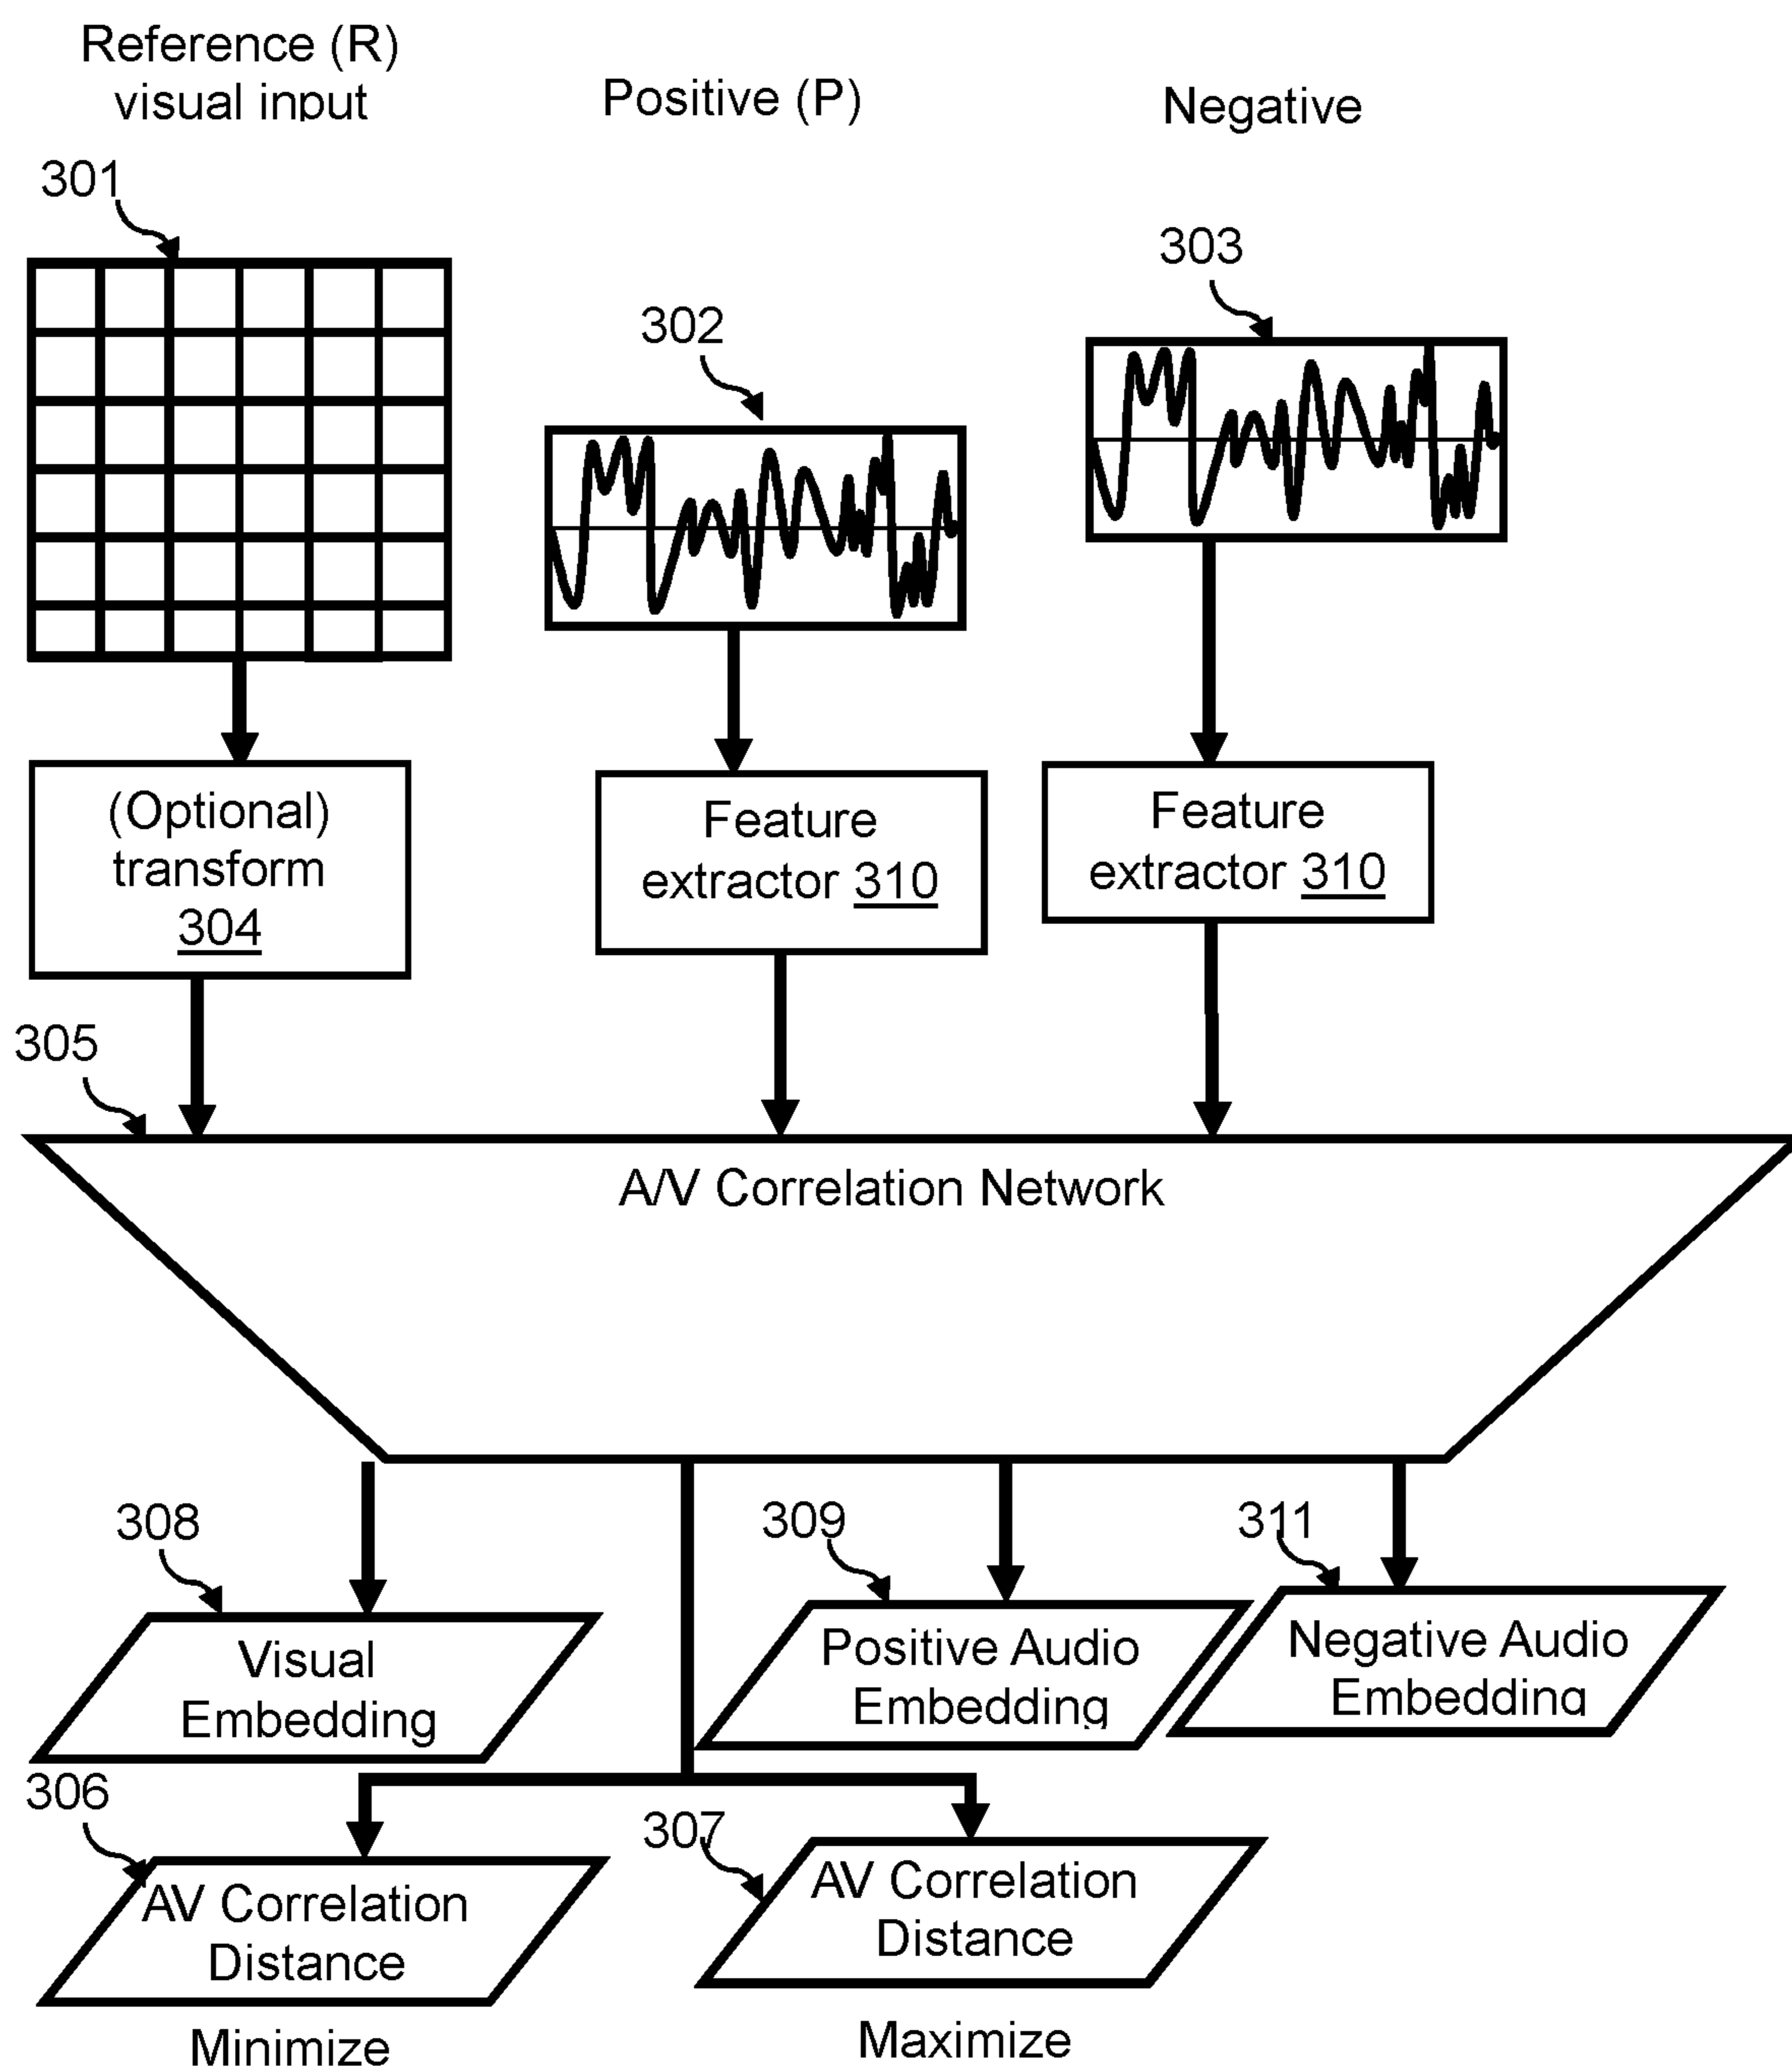 Reference (R)
visual input
Positive (P)
Negative
301
302
303
(Optional)
transform
304
Feature
extractor 310
Feature
extractor 310
305
A/V Correlation Network
308
309
311
Visual
Embedding
Positive Audio
Embedding
Negative Audio
Embedding
306
307
AV Correlation
Distance
AV Correlation
Distance
Minimize
Maximize